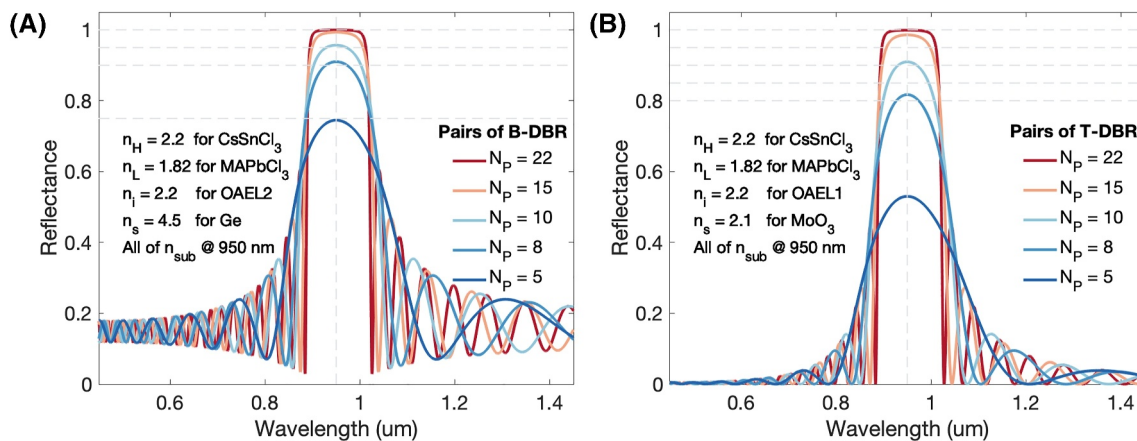 (A)
Reflectance
1
0.8
0.6
0.4
0.2
0
n_H = 2.2 for CsSnCl_3
n_L = 1.82 for MAPbCl_3
n_i = 2.2 for OAEL2
n_s = 4.5 for Ge
All of n_sub @ 950 nm
Pairs of B-DBR
N_P = 22
N_P = 15
N_P = 10
N_P = 8
N_P = 5
0.6 0.8 1 1.2 1.4
Wavelength (um)
(B)
Reflectance
1
0.8
0.6
0.4
0.2
0
n_H = 2.2 for CsSnCl_3
n_L = 1.82 for MAPbCl_3
n_i = 2.2 for OAEL1
n_s = 2.1 for MoO_3
All of n_sub @ 950 nm
Pairs of T-DBR
N_P = 22
N_P = 15
N_P = 10
N_P = 8
N_P = 5
0.6 0.8 1 1.2 1.4
Wavelength (um)